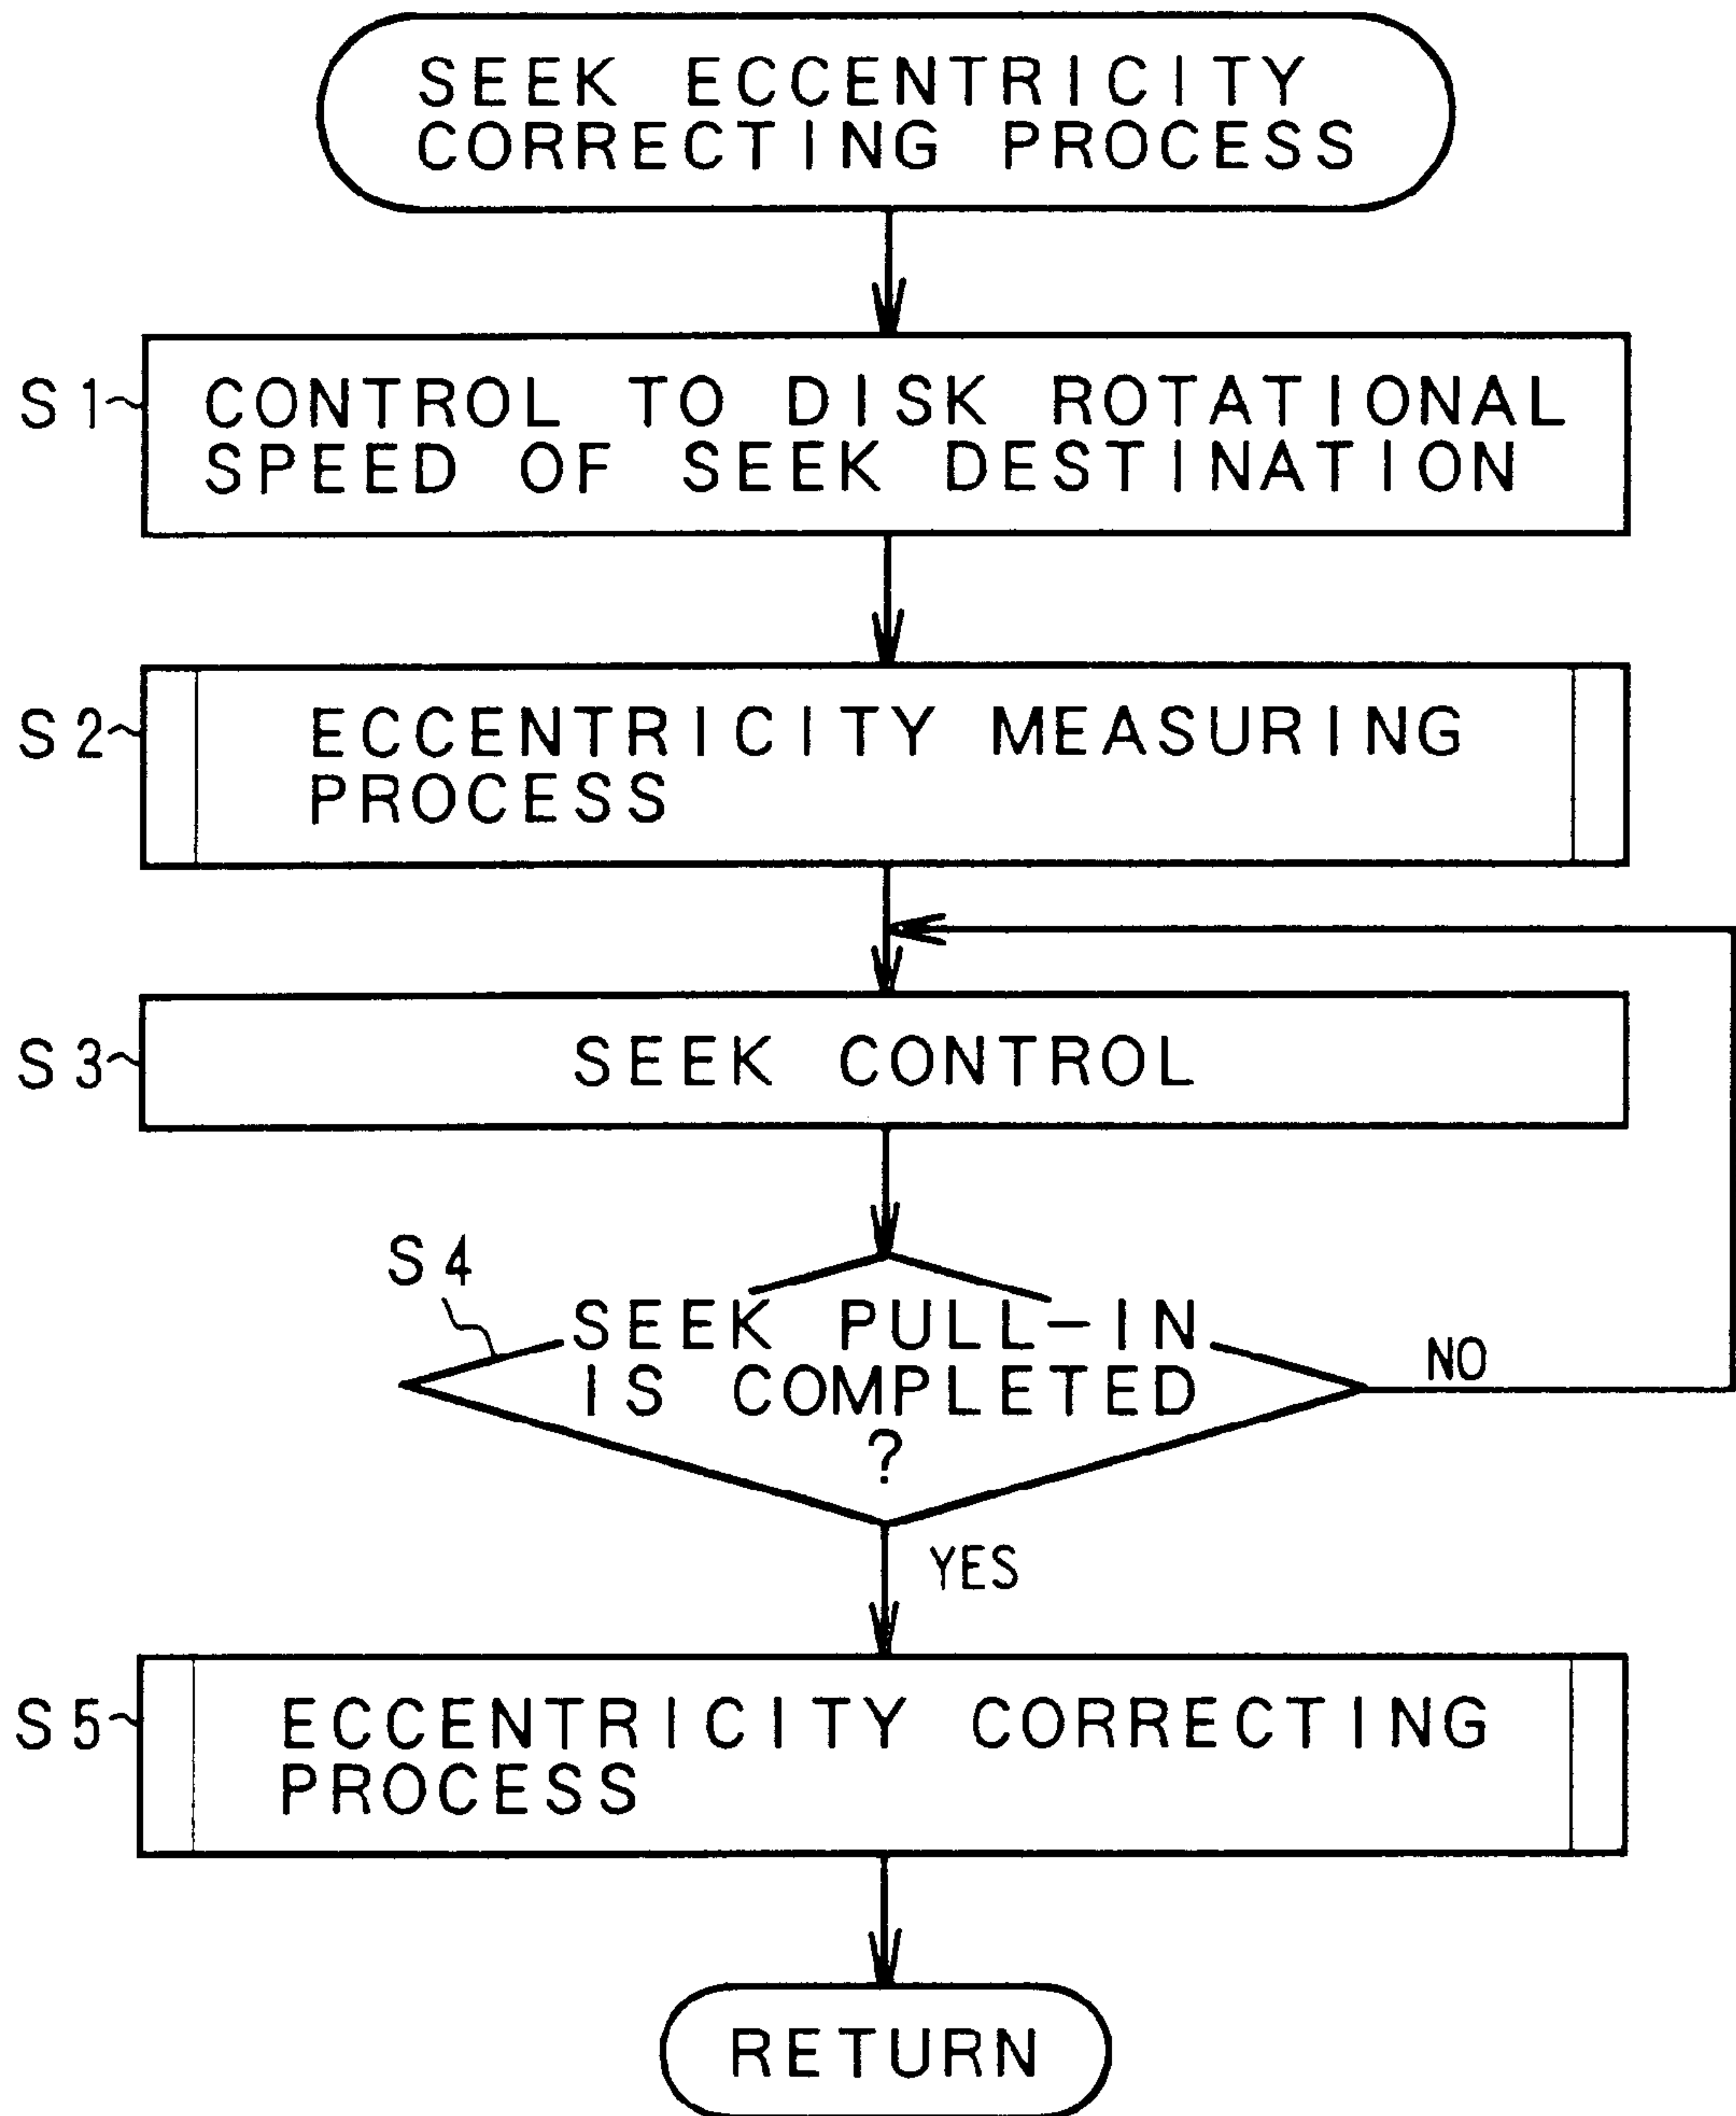 SEEK ECCENTRICITY
CORRECTING PROCESS
S1
CONTROL TO DISK ROTATIONAL
SPEED OF SEEK DESTINATION
S2
ECCENTRICITY MEASURING
PROCESS
S3
SEEK CONTROL
S4
SEEK PULL-IN
IS COMPLETED
?
NO
YES
S5
ECCENTRICITY CORRECTING
PROCESS
RETURN